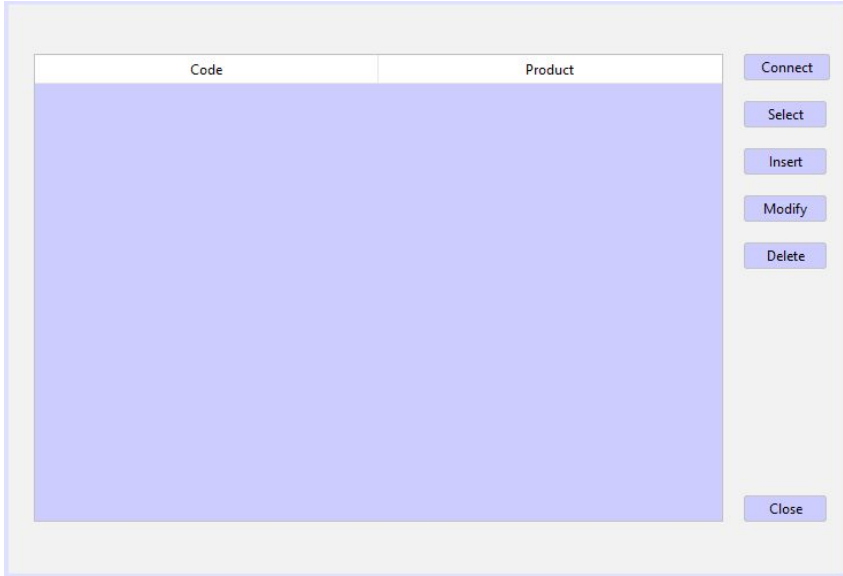 Code Product Connect
Select
Insert
Modify
Delete
Close